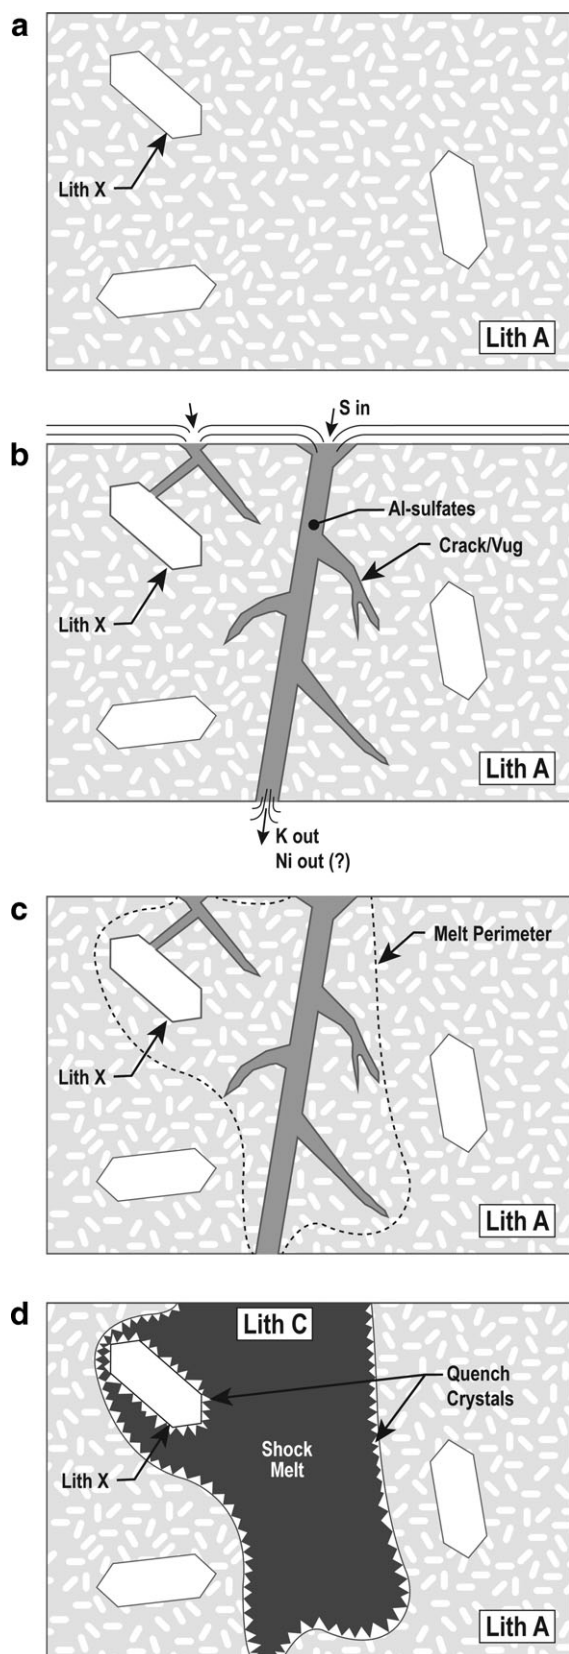 a
Lith X
Lith A
S in
b
Al-sulfates
Crack/Vug
Lith X
Lith A
K out
Ni out (?)
c
Melt Perimeter
Lith X
Lith A
d
Lith C
Quench
Crystals
Shock
Melt
Lith X
Lith A